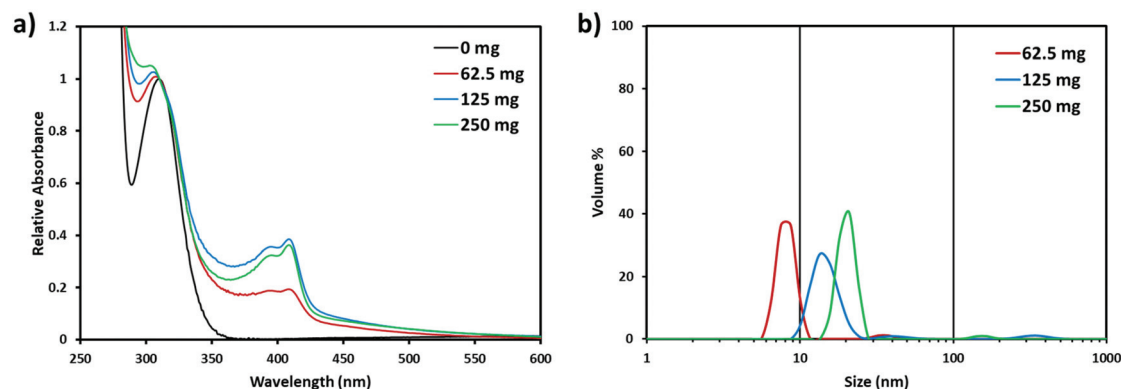 a)
1.2
1
0.8
0.6
0.4
0.2
0
250
300
350
400
450
500
550
600
Relative Absorbance
Wavelength (nm)
0 mg
62.5 mg
125 mg
250 mg
b)
100
80
60
40
20
0
1
10
100
1000
Volume %
Size (nm)
62.5 mg
125 mg
250 mg